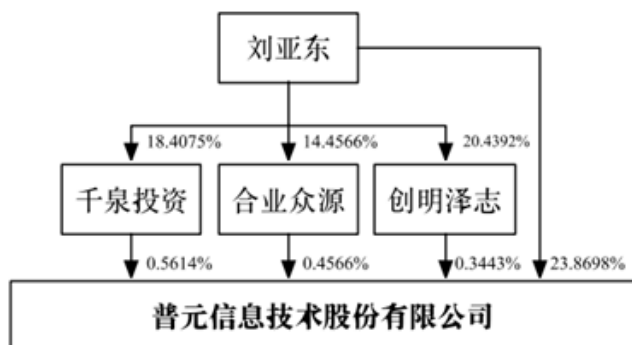 刘亚东
18.4075%
14.4566%
20.4392%
千泉投资
合业众源
创明泽志
0.5614%
0.4566%
0.3443%
23.8698%
普元信息技术股份有限公司